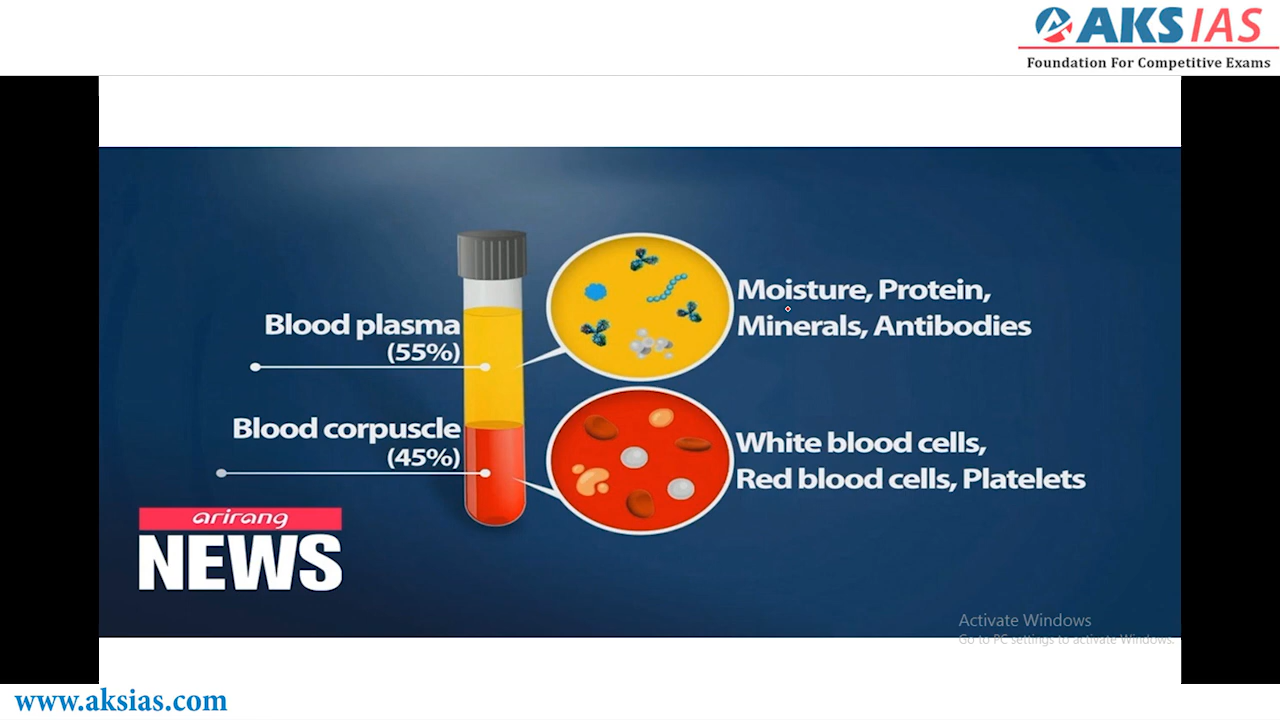 AKS IAS
Foundation For Competitive Exams
Blood plasma
(55%)
Moisture, Protein,
Minerals, Antibodies
Blood corpuscle
(45%)
White blood cells,
Red blood cells, Platelets
arirang
NEWS
Activate Windows
Go to PC settings to activate Windows.
www.aksias.com